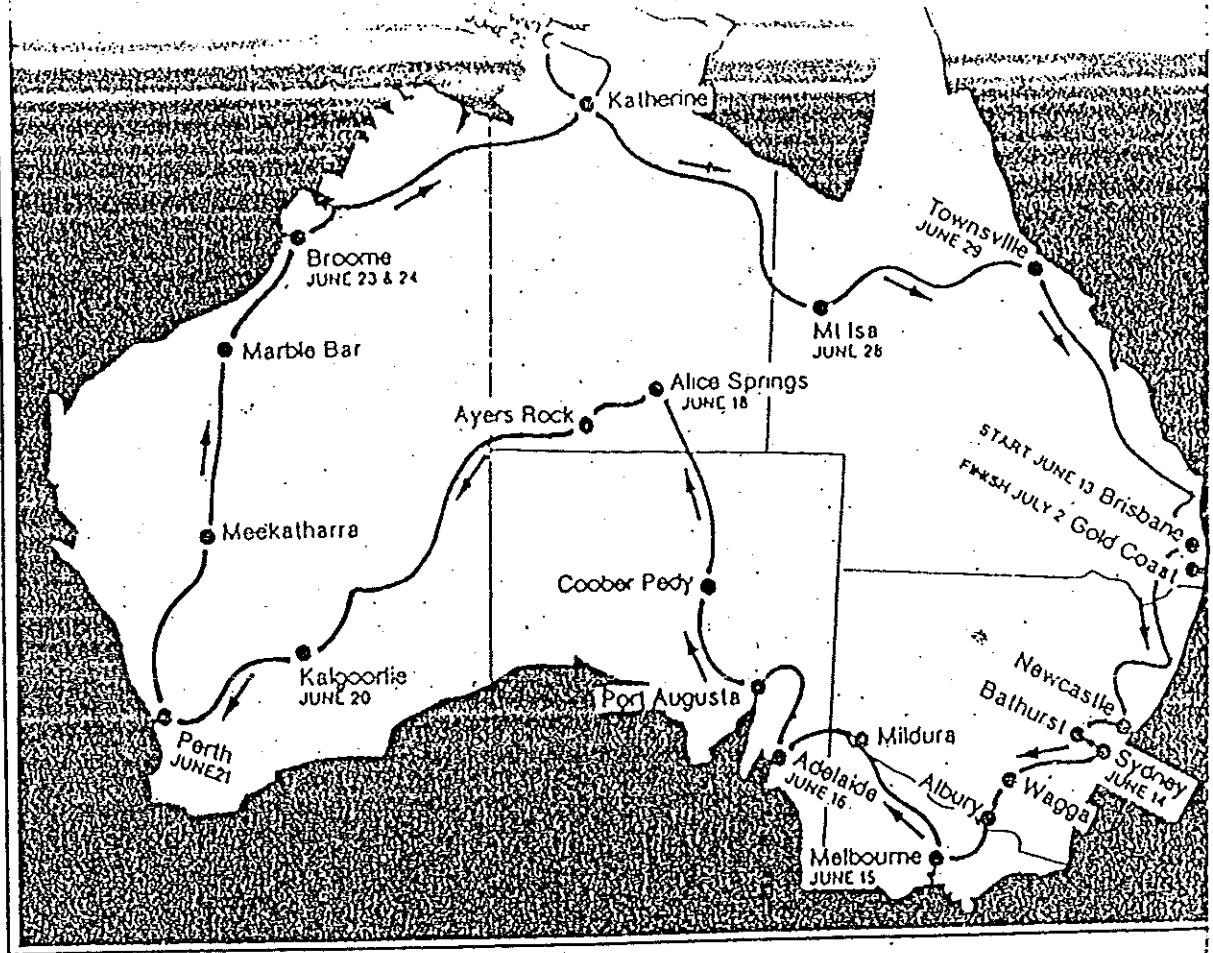 JUNE
Katherine
Townsville
JUNE 29
Broome
JUNE 23 & 24
Mt Isa
JUNE 28
Marble Bar
Alice Springs
JUNE 18
Ayers Rock
START JUNE 13 Brisbane
FINISH JULY 2 Gold Coast
Meekatharra
Coober Pedy
Kalgoorlie
JUNE 20
Port Augusta
Newcastle
Bathurst
Sydney
JUNE 14
Perth
JUNE 21
Mildura
Adelaide
JUNE 16
Albury
Wagga
Melbourne
JUNE 15